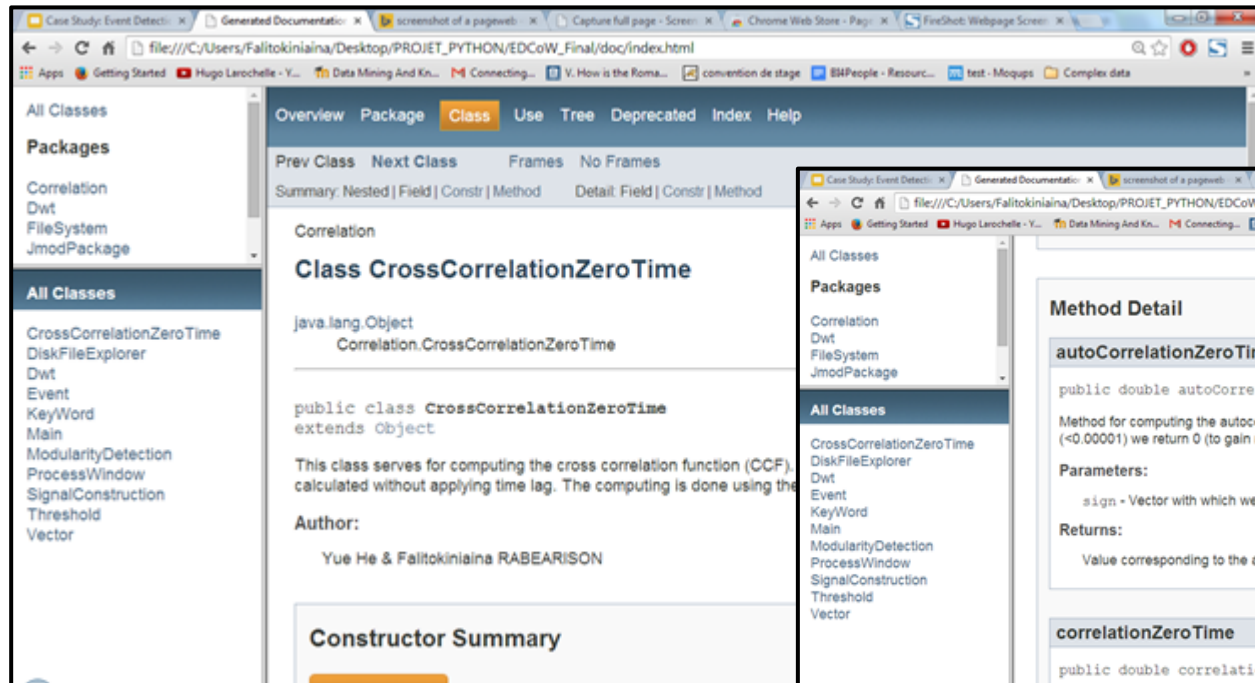 Case Study: Event Detecti
Generated Documentatio
screenshot of a pageweb
Capture full page - Screen
Chrome Web Store - Page
FireShot: Webpage Screen
file:///C:/Users/Falitokiniaina/Desktop/PROJET_PYTHON/EDCoW_Final/doc/index.html
Apps Getting Started Hugo Larochelle - Y... Data Mining And Kn... Connecting... V. How is the Roma... convention de stage BI4People - Resourc... test - Moqups Complex data »
All Classes
Packages
Correlation
Dwt
FileSystem
JmodPackage
All Classes
CrossCorrelationZeroTime
DiskFileExplorer
Dwt
Event
KeyWord
Main
ModularityDetection
ProcessWindow
SignalConstruction
Threshold
Vector
Overview Package Class Use Tree Deprecated Index Help
Prev Class Next Class Frames No Frames
Summary: Nested | Field | Constr | Method Detail: Field | Constr | Method
Correlation
Class CrossCorrelationZeroTime
java.lang.Object
Correlation.CrossCorrelationZeroTime
public class CrossCorrelationZeroTime
extends Object
This class serves for computing the cross correlation function (CCF).
calculated without applying time lag. The computing is done using the
Author:
Yue He & Falitokiniaina RABEARISON
Constructor Summary
Case Study: Event Detecti
Generated Documentatio
screenshot of a pageweb
file:///C:/Users/Falitokiniaina/Desktop/PROJET_PYTHON/EDCoW
Apps Getting Started Hugo Larochelle - Y... Data Mining And Kn... Connecting...
All Classes
Packages
Correlation
Dwt
FileSystem
JmodPackage
All Classes
CrossCorrelationZeroTime
DiskFileExplorer
Dwt
Event
KeyWord
Main
ModularityDetection
ProcessWindow
SignalConstruction
Threshold
Vector
Method Detail
autoCorrelationZeroTi
public double autoCorre
Method for computing the autoc
(<0.00001) we return 0 (to gain
Parameters:
sign - Vector with which we
Returns:
Value corresponding to the a
correlationZeroTime
public double correlati